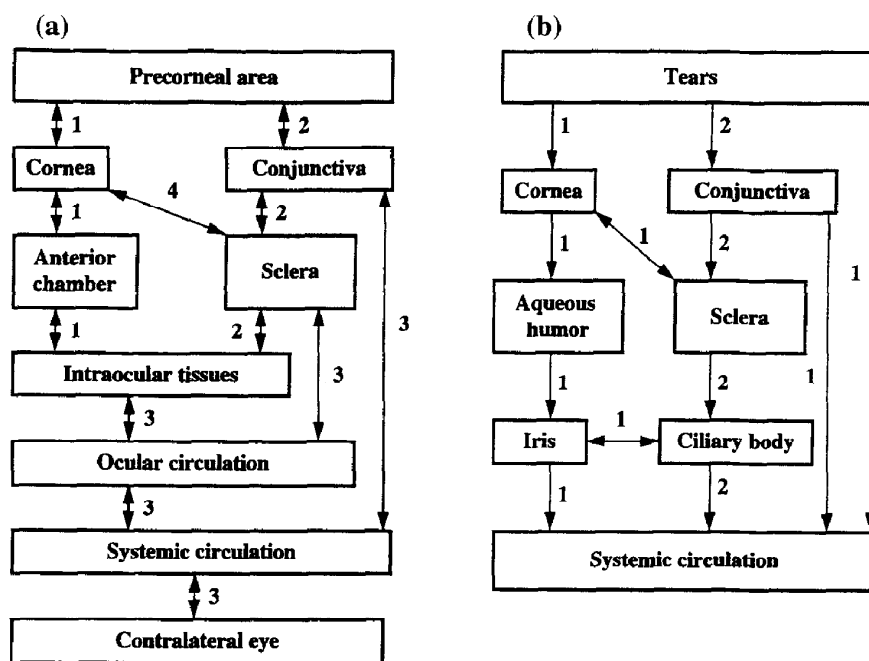 (a)
Precorneal area
1
2
Cornea
Conjunctiva
4
1
2
Anterior
chamber
Sclera
1
2
3
3
Intraocular tissues
3
Ocular circulation
3
Systemic circulation
3
Contralateral eye
(b)
Tears
1
2
Cornea
Conjunctiva
1
1
2
1
Aqueous
humor
Sclera
1
1
2
1
Iris
Ciliary body
1
2
Systemic circulation